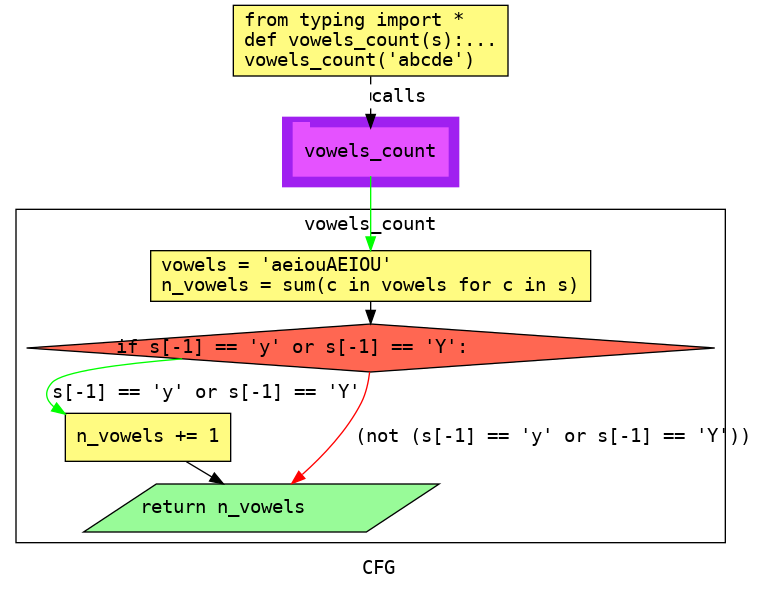 from typing import *
def vowels_count(s):...
vowels_count('abcde')
calls
vowels_count
vowels_count
vowels = 'aeiouAEIOU'
n_vowels = sum(c in vowels for c in s)
if s[-1] == 'y' or s[-1] == 'Y':
s[-1] == 'y' or s[-1] == 'Y'
n_vowels += 1
(not (s[-1] == 'y' or s[-1] == 'Y'))
return n_vowels
CFG